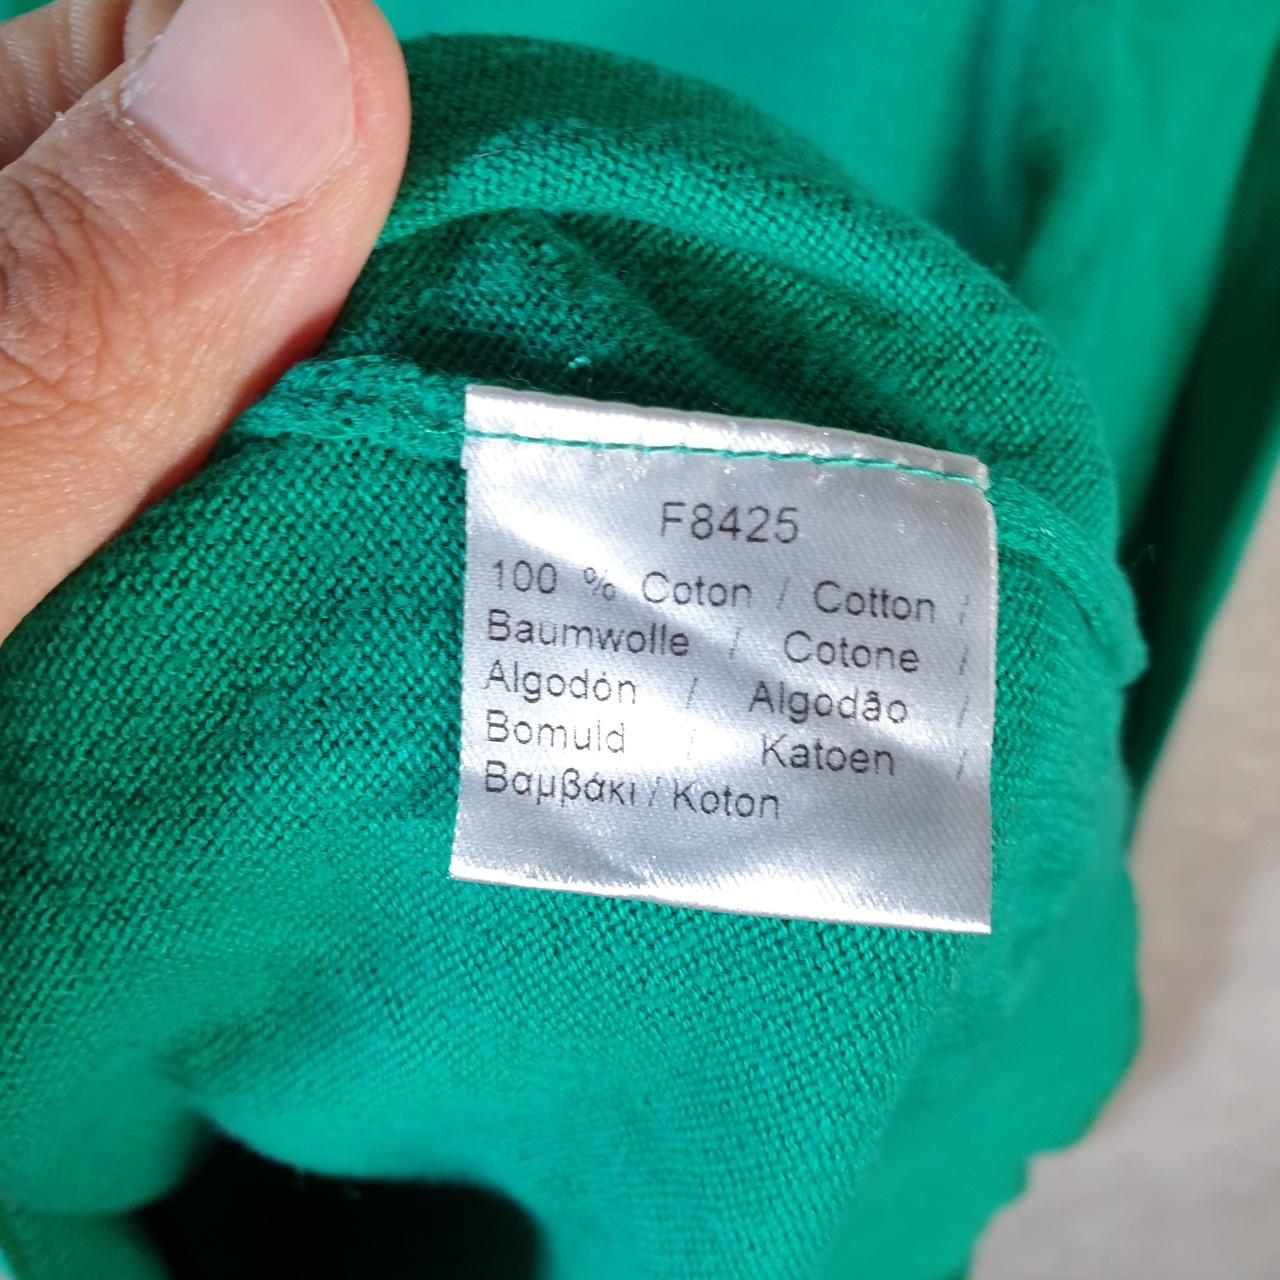 F8425
100 % Coton / Cotton /
Baumwolle / Cotone /
Algodón / Algodão /
Bomuld / Katoen /
Βαμβάκι / Koton